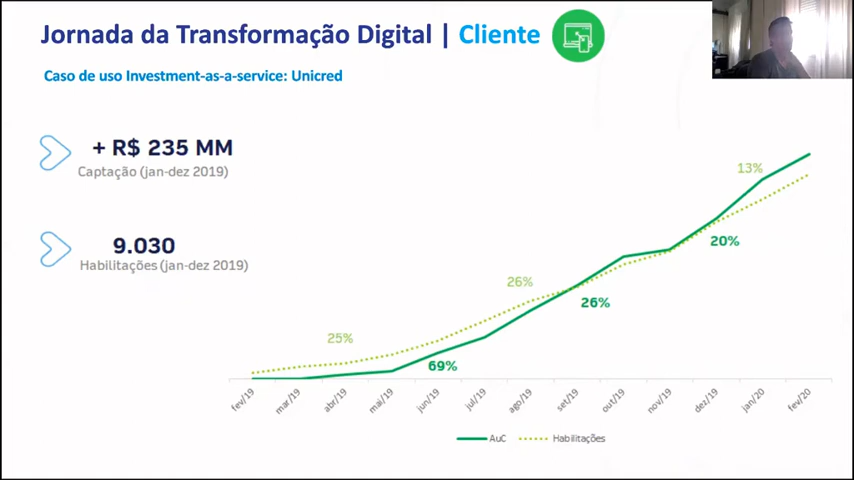 Jornada da Transformação Digital | Cliente
Caso de uso Investment-as-a-service: Unicred
+ R$ 235 MM
Captação (jan-dez 2019)
9.030
Habilitações (jan-dez 2019)
13%
20%
26%
26%
25%
69%
fev/19 mar/19 abr/19 mai/19 jun/19 jul/19 ago/19 set/19 out/19 nov/19 dez/19 jan/20 fev/20
AuC Habilitações